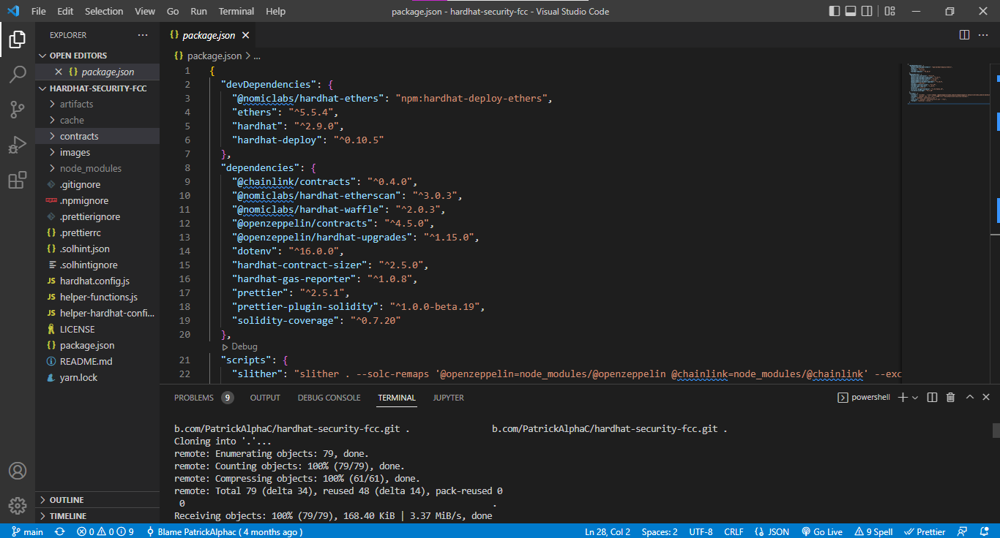 File Edit Selection View Go Run Terminal Help package.json - hardhat-security-fcc - Visual Studio Code
EXPLORER
OPEN EDITORS
package.json
HARDHAT-SECURITY-FCC
artifacts
cache
contracts
images
node_modules
.gitignore
.npmignore
.prettierignore
.prettierrc
.solhint.json
.solhintignore
hardhat.config.js
helper-functions.js
helper-hardhat-confi...
LICENSE
package.json
README.md
yarn.lock
OUTLINE
TIMELINE
{} package.json
{} package.json > ...
1 {
2 "devDependencies": {
3 "@nomiclabs/hardhat-ethers": "npm:hardhat-deploy-ethers",
4 "ethers": "^5.5.4",
5 "hardhat": "^2.9.0",
6 "hardhat-deploy": "^0.10.5"
7 },
8 "dependencies": {
9 "@chainlink/contracts": "^0.4.0",
10 "@nomiclabs/hardhat-etherscan": "^3.0.3",
11 "@nomiclabs/hardhat-waffle": "^2.0.3",
12 "@openzeppelin/contracts": "^4.5.0",
13 "@openzeppelin/hardhat-upgrades": "^1.15.0",
14 "dotenv": "^16.0.0",
15 "hardhat-contract-sizer": "^2.5.0",
16 "hardhat-gas-reporter": "^1.0.8",
17 "prettier": "^2.5.1",
18 "prettier-plugin-solidity": "^1.0.0-beta.19",
19 "solidity-coverage": "^0.7.20"
20 },
Debug
21 "scripts": {
22 "slither": "slither . --solc-remaps '@openzeppelin=node_modules/@openzeppelin @chainlink=node_modules/@chainlink' --exc
PROBLEMS 9 OUTPUT DEBUG CONSOLE TERMINAL JUPYTER powershell
b.com/PatrickAlphaC/hardhat-security-fcc.git . b.com/PatrickAlphaC/hardhat-security-fcc.git .
Cloning into '.'...
remote: Enumerating objects: 79, done.
remote: Counting objects: 100% (79/79), done.
remote: Compressing objects: 100% (61/61), done.
remote: Total 79 (delta 34), reused 48 (delta 14), pack-reused 0
0 .
Receiving objects: 100% (79/79), 168.40 KiB | 3.37 MiB/s, done
main 0 0 9 Blame PatrickAlphac ( 4 months ago ) Ln 28, Col 2 Spaces: 2 UTF-8 CRLF {} JSON Go Live 9 Spell Prettier